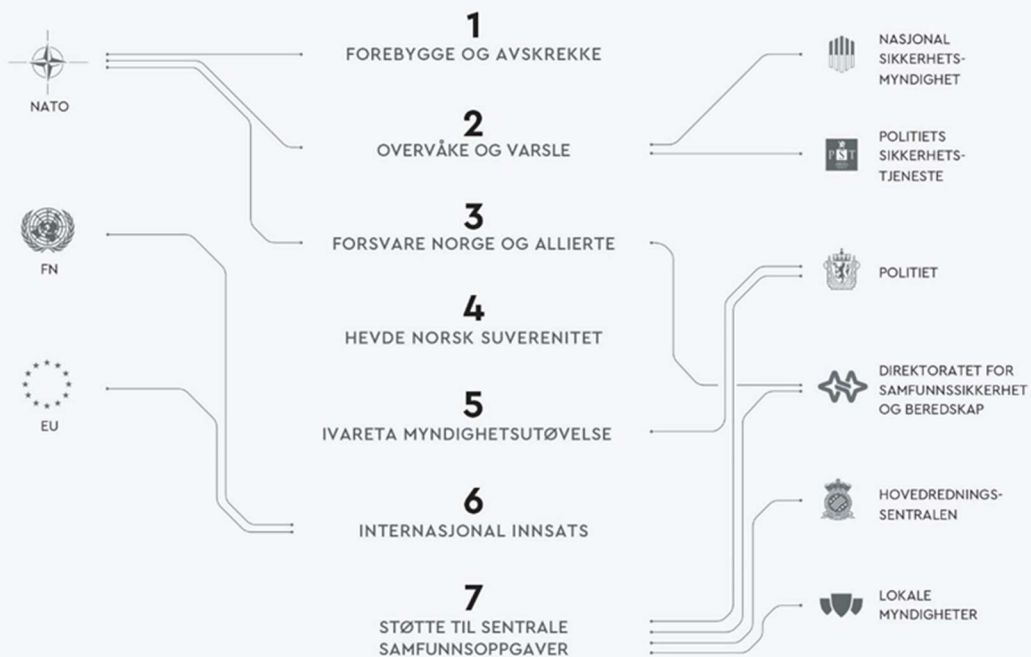 NATO
FN
EU
1
FOREBYGGE OG AVSKREKKE
2
OVERVÅKE OG VARSLE
3
FORSVARE NORGE OG ALLIERTE
4
HEVDE NORSK SUVERENITET
5
IVARETA MYNDIGHETSUTØVELSE
6
INTERNASJONAL INNSATS
7
STØTTE TIL SENTRALE
SAMFUNNSOPPGAVER
NASJONAL
SIKKERHETS-
MYNDIGHET
PST
POLITIETS
SIKKERHETS-
TJENESTE
POLITIET
DIREKTORATET FOR
SAMFUNNSSIKKERHET
OG BEREDSKAP
HOVEDREDNINGS-
SENTRALEN
LOKALE
MYNDIGHETER